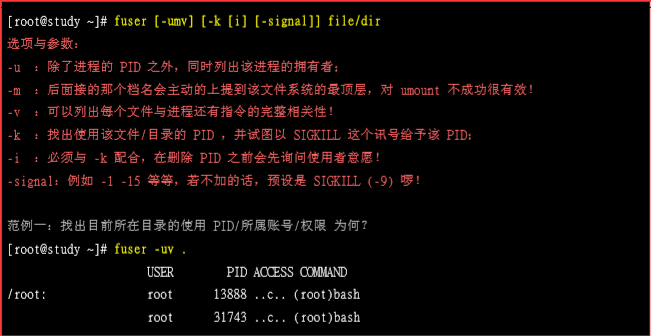 [root@study ~]# fuser [-umv] [-k [i] [-signal]] file/dir
选项与参数：
-u  ：除了进程的 PID 之外，同时列出该进程的拥有者；
-m  ：后面接的那个档名会主动的上提到该文件系统的最顶层，对 umount 不成功很有效！
-v  ：可以列出每个文件与进程还有指令的完整相关性！
-k  ：找出使用该文件/目录的 PID ，并试图以 SIGKILL 这个讯号给予该 PID；
-i  ：必须与 -k 配合，在删除 PID 之前会先询问使用者意愿！
-signal：例如 -1 -15 等等，若不加的话，预设是 SIGKILL (-9) 啰！
范例一：找出目前所在目录的使用 PID/所属账号/权限 为何？
[root@study ~]# fuser -uv .
USER PID ACCESS COMMAND
/root: root 13888 ..c.. (root)bash
root 31743 ..c.. (root)bash